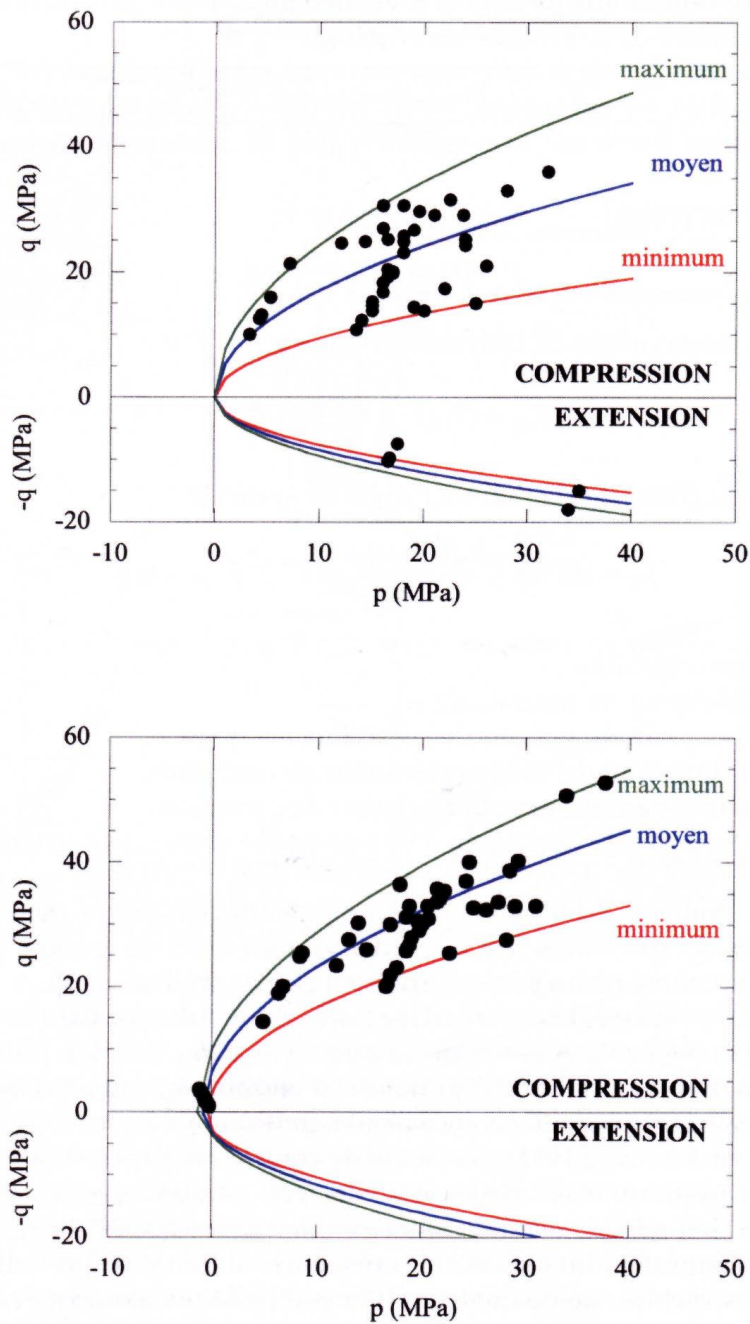 60
maximum
40
moyen
q (MPa)
20
minimum
COMPRESSION
0
EXTENSION
-q (MPa)
-20
-10
0
10
20
30
40
50
p (MPa)
60
maximum
moyen
40
q (MPa)
minimum
20
COMPRESSION
0
EXTENSION
-q (MPa)
-20
-10
0
10
20
30
40
50
p (MPa)